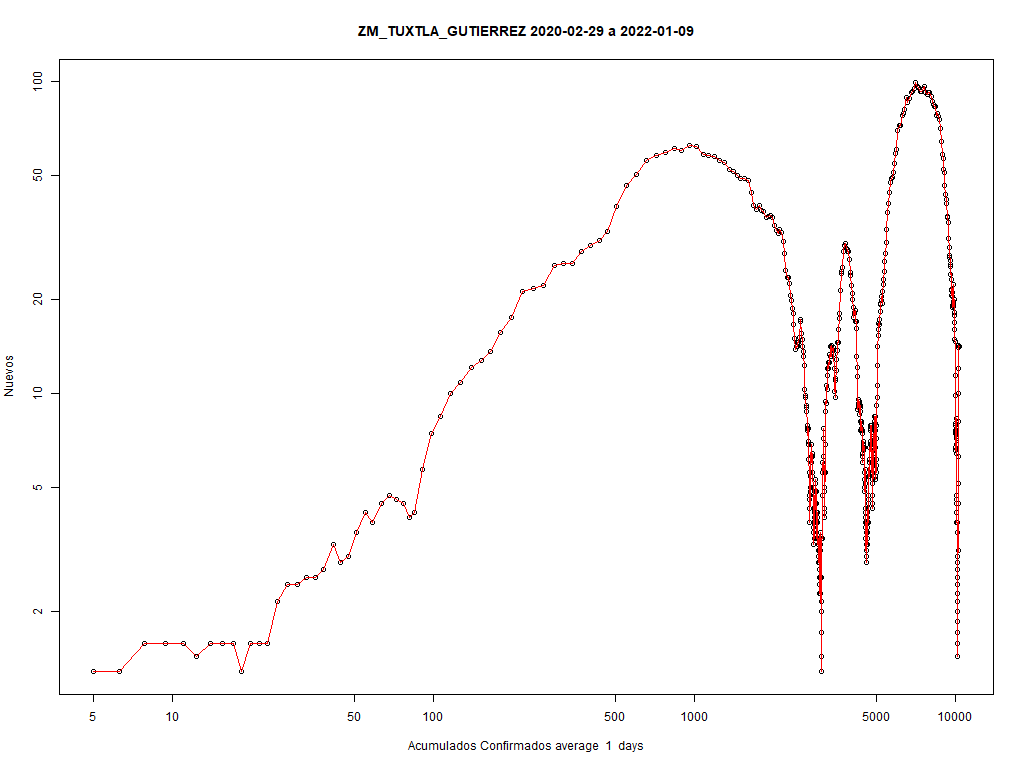 ZM_TUXTLA_GUTIERREZ 2020-02-29 a 2022-01-09
100
50
20
10
5
2
Nuevos
5 10 50 100 500 1000 5000 10000
Acumulados Confirmados average 1 days